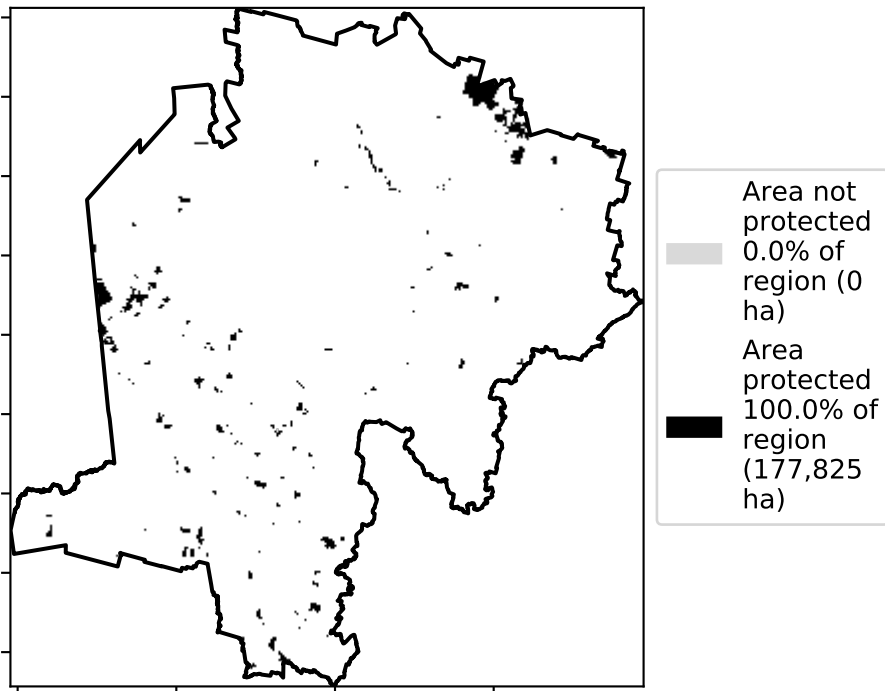 Area not
protected
0.0% of
region (0
ha)
Area
protected
100.0% of
region
(177,825
ha)